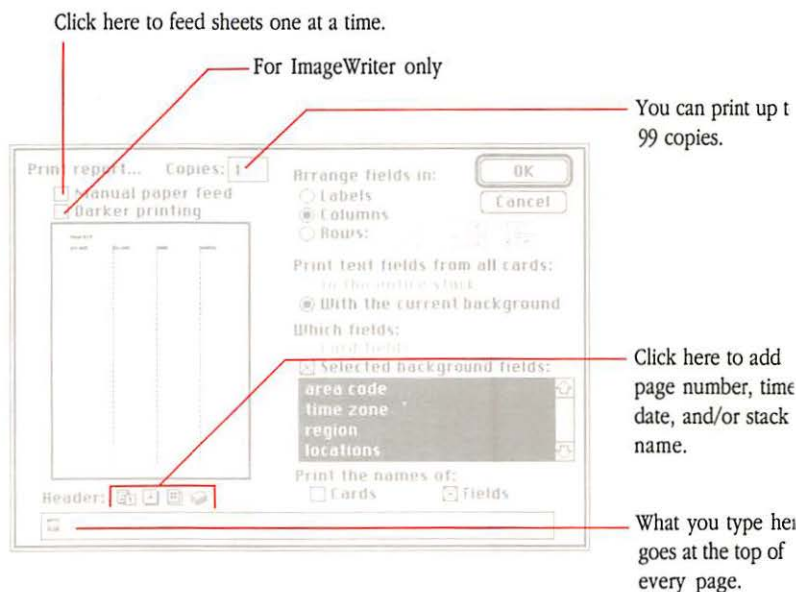 Click here to feed sheets one at a time.
For ImageWriter only
You can print up t
99 copies.
Print report... Copies: 1
Manual paper feed
Darker printing
Arrange fields in:
Labels
Columns
Rows:
OK
Cancel
Print text fields from all cards:
In the entire stack
With the current background
Which fields:
Card fields
Selected background fields:
area code
time zone
region
locations
Print the names of:
Cards Fields
Header:
Click here to add
page number, time
date, and/or stack
name.
What you type her
goes at the top of
every page.